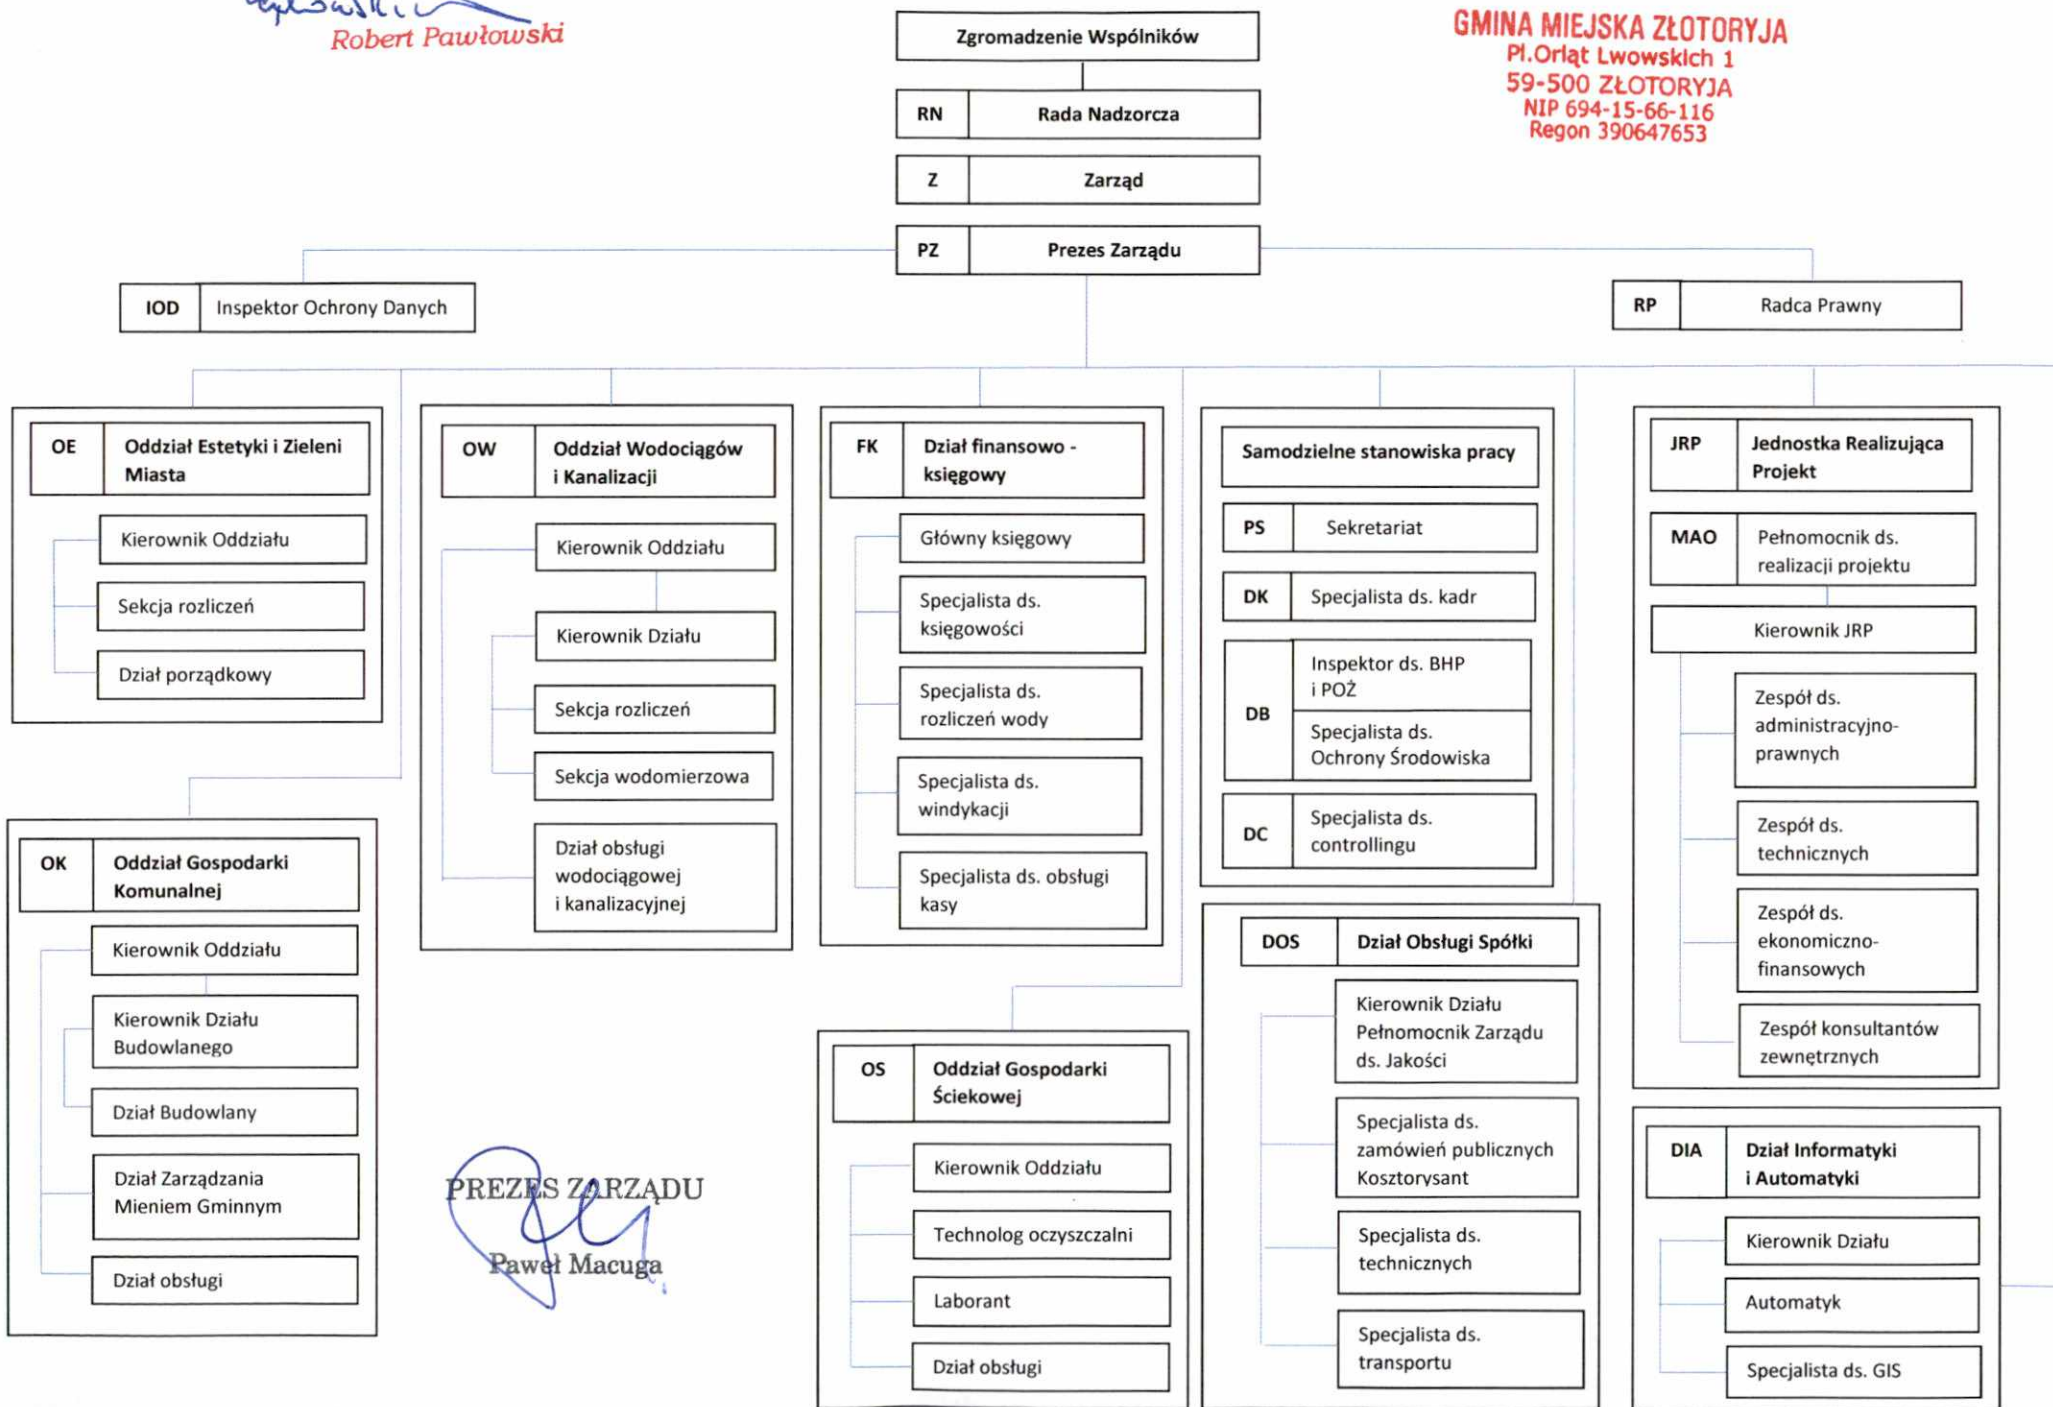 Robert Pawłowski
GMINA MIEJSKA ZŁOTORYJA
Pl.Orląt Lwowskich 1
59-500 ZŁOTORYJA
NIP 694-15-66-116
Regon 390647653
Zgromadzenie Wspólników
RN Rada Nadzorcza
Z Zarząd
PZ Prezes Zarządu
IOD Inspektor Ochrony Danych
RP Radca Prawny
OE Oddział Estetyki i Zieleni
Miasta
Kierownik Oddziału
Sekcja rozliczeń
Dział porządkowy
OK Oddział Gospodarki
Komunalnej
Kierownik Oddziału
Kierownik Działu
Budowlanego
Dział Budowlany
Dział Zarządzania
Mieniem Gminnym
Dział obsługi
OW Oddział Wodociągów
i Kanalizacji
Kierownik Oddziału
Kierownik Działu
Sekcja rozliczeń
Sekcja wodomierzowa
Dział obsługi
wodociągowej
i kanalizacyjnej
PREZES ZARZĄDU
Paweł Macuga
FK Dział finansowo -
księgowy
Główny księgowy
Specjalista ds.
księgowości
Specjalista ds.
rozliczeń wody
Specjalista ds.
windykacji
Specjalista ds. obsługi
kasy
OS Oddział Gospodarki
Ściekowej
Kierownik Oddziału
Technolog oczyszczalni
Laborant
Dział obsługi
Samodzielne stanowiska pracy
PS Sekretariat
DK Specjalista ds. kadr
DB
Inspektor ds. BHP
i POŻ
Specjalista ds.
Ochrony Środowiska
DC Specjalista ds.
controllingu
DOS Dział Obsługi Spółki
Kierownik Działu
Pełnomocnik Zarządu
ds. Jakości
Specjalista ds.
zamówień publicznych
Kosztorysant
Specjalista ds.
technicznych
Specjalista ds.
transportu
JRP Jednostka Realizująca
Projekt
MAO Pełnomocnik ds.
realizacji projektu
Kierownik JRP
Zespół ds.
administracyjno-
prawnych
Zespół ds.
technicznych
Zespół ds.
ekonomiczno-
finansowych
Zespół konsultantów
zewnętrznych
DIA Dział Informatyki
i Automatyki
Kierownik Działu
Automatyk
Specjalista ds. GIS